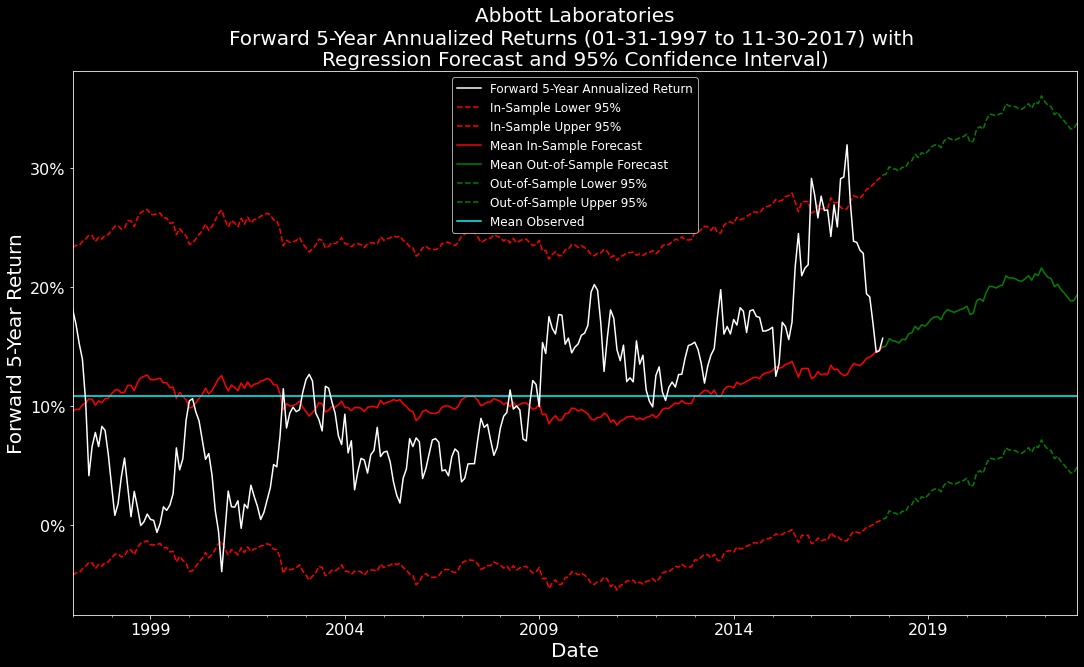 Abbott Laboratories
Forward 5-Year Annualized Returns (01-31-1997 to 11-30-2017) with
Regression Forecast and 95% Confidence Interval)
Forward 5-Year Annualized Return
In-Sample Lower 95%
In-Sample Upper 95%
Mean In-Sample Forecast
Mean Out-of-Sample Forecast
Out-of-Sample Lower 95%
Out-of-Sample Upper 95%
Mean Observed
Forward 5-Year Return
30%
20%
10%
0%
1999 2004 2009 2014 2019
Date